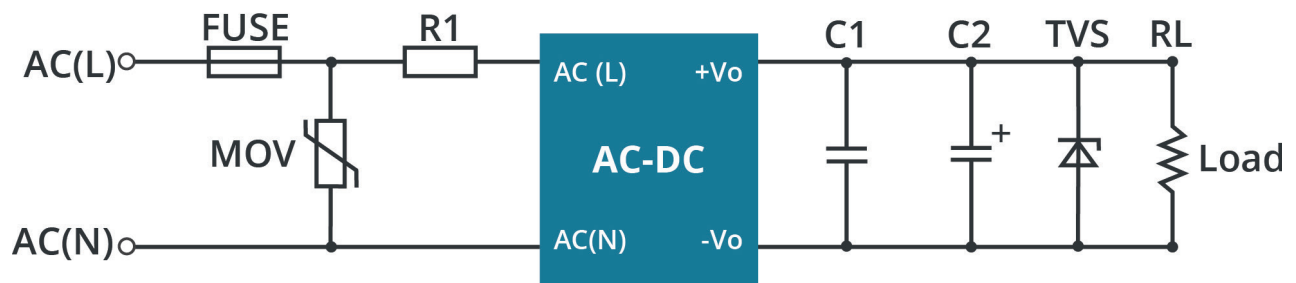 FUSE
R1
C1
C2
TVS
RL
AC(L)
AC (L)
+Vo
+
MOV
AC-DC
Load
AC(N)
AC(N)
-Vo